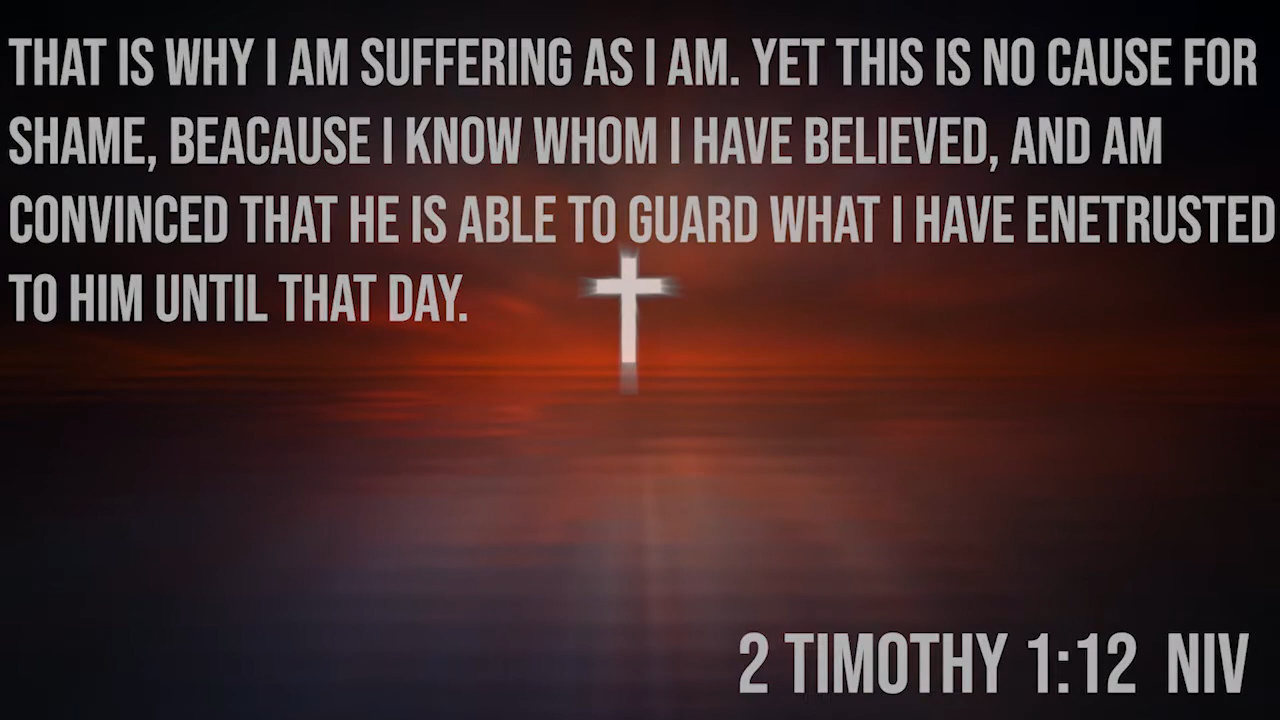 THAT IS WHY I AM SUFFERING AS I AM. YET THIS IS NO CAUSE FOR
SHAME, BEACAUSE I KNOW WHOM I HAVE BELIEVED, AND AM
CONVINCED THAT HE IS ABLE TO GUARD WHAT I HAVE ENETRUSTED
TO HIM UNTIL THAT DAY.
2 TIMOTHY 1:12 NIV